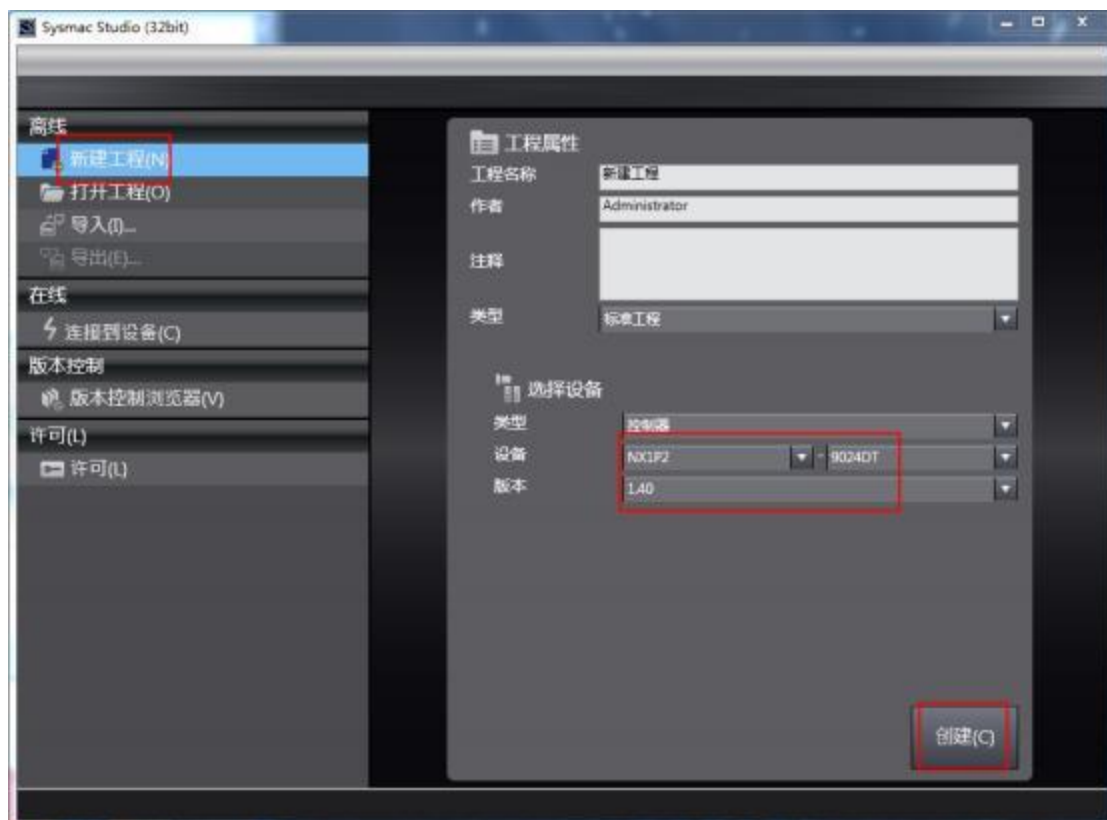 Sysmac Studio (32bit)
离线
新建工程(N)
打开工程(O)
导入(I)...
导出(E)...
在线
连接到设备(C)
版本控制
版本控制浏览器(V)
许可(L)
许可(L)
工程属性
工程名称 新建工程
作者 Administrator
注释
类型 标准工程
选择设备
类型 控制器
设备 NX1P2 - 9024DT
版本 1.40
创建(C)